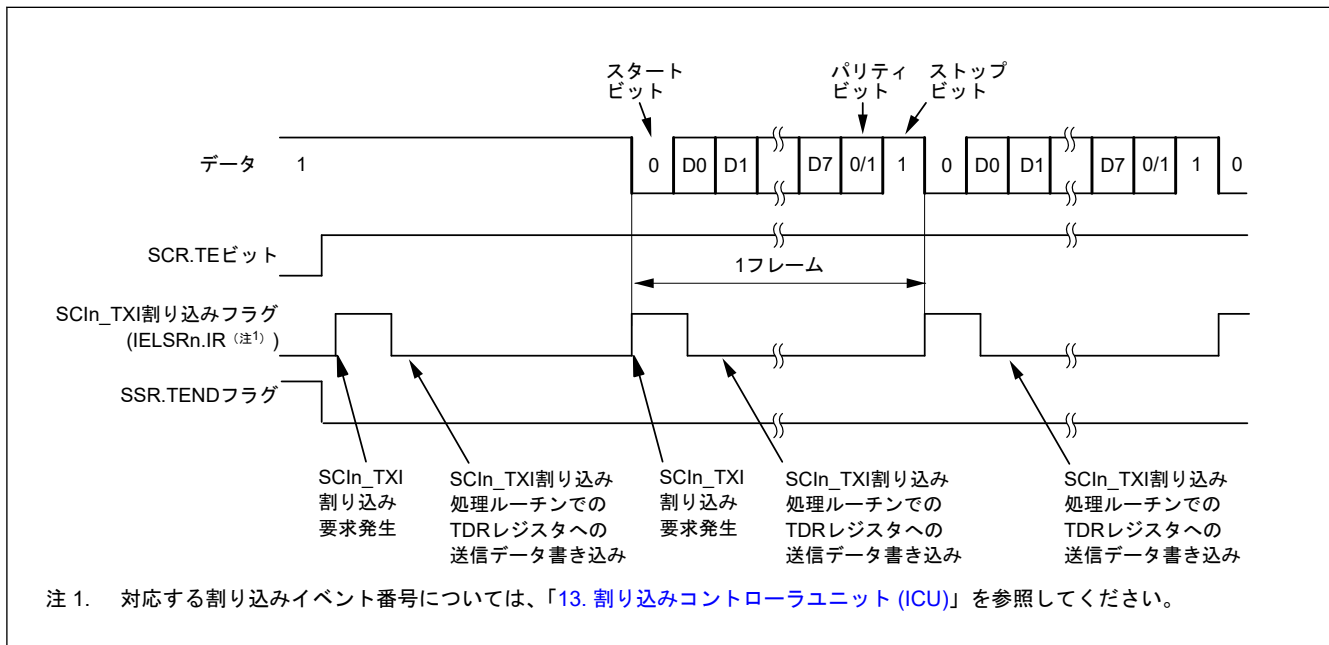 スタート
ビット
パリティ
ビット
ストップ
ビット
データ 1 0 D0 D1 D7 0/1 1 0 D0 D1 D7 0/1 1 0
SCR.TEビット
1フレーム
SCIn_TXI割り込みフラグ
(IELSRn.IR（注1）)
SSR.TENDフラグ
SCIn_TXI
割り込み
要求発生
SCIn_TXI割り込み
処理ルーチンでの
TDRレジスタへの
送信データ書き込み
SCIn_TXI
割り込み
要求発生
SCIn_TXI割り込み
処理ルーチンでの
TDRレジスタへの
送信データ書き込み
SCIn_TXI割り込み
処理ルーチンでの
TDRレジスタへの
送信データ書き込み
注 1. 対応する割り込みイベント番号については、「13. 割り込みコントローラユニット (ICU)」を参照してください。